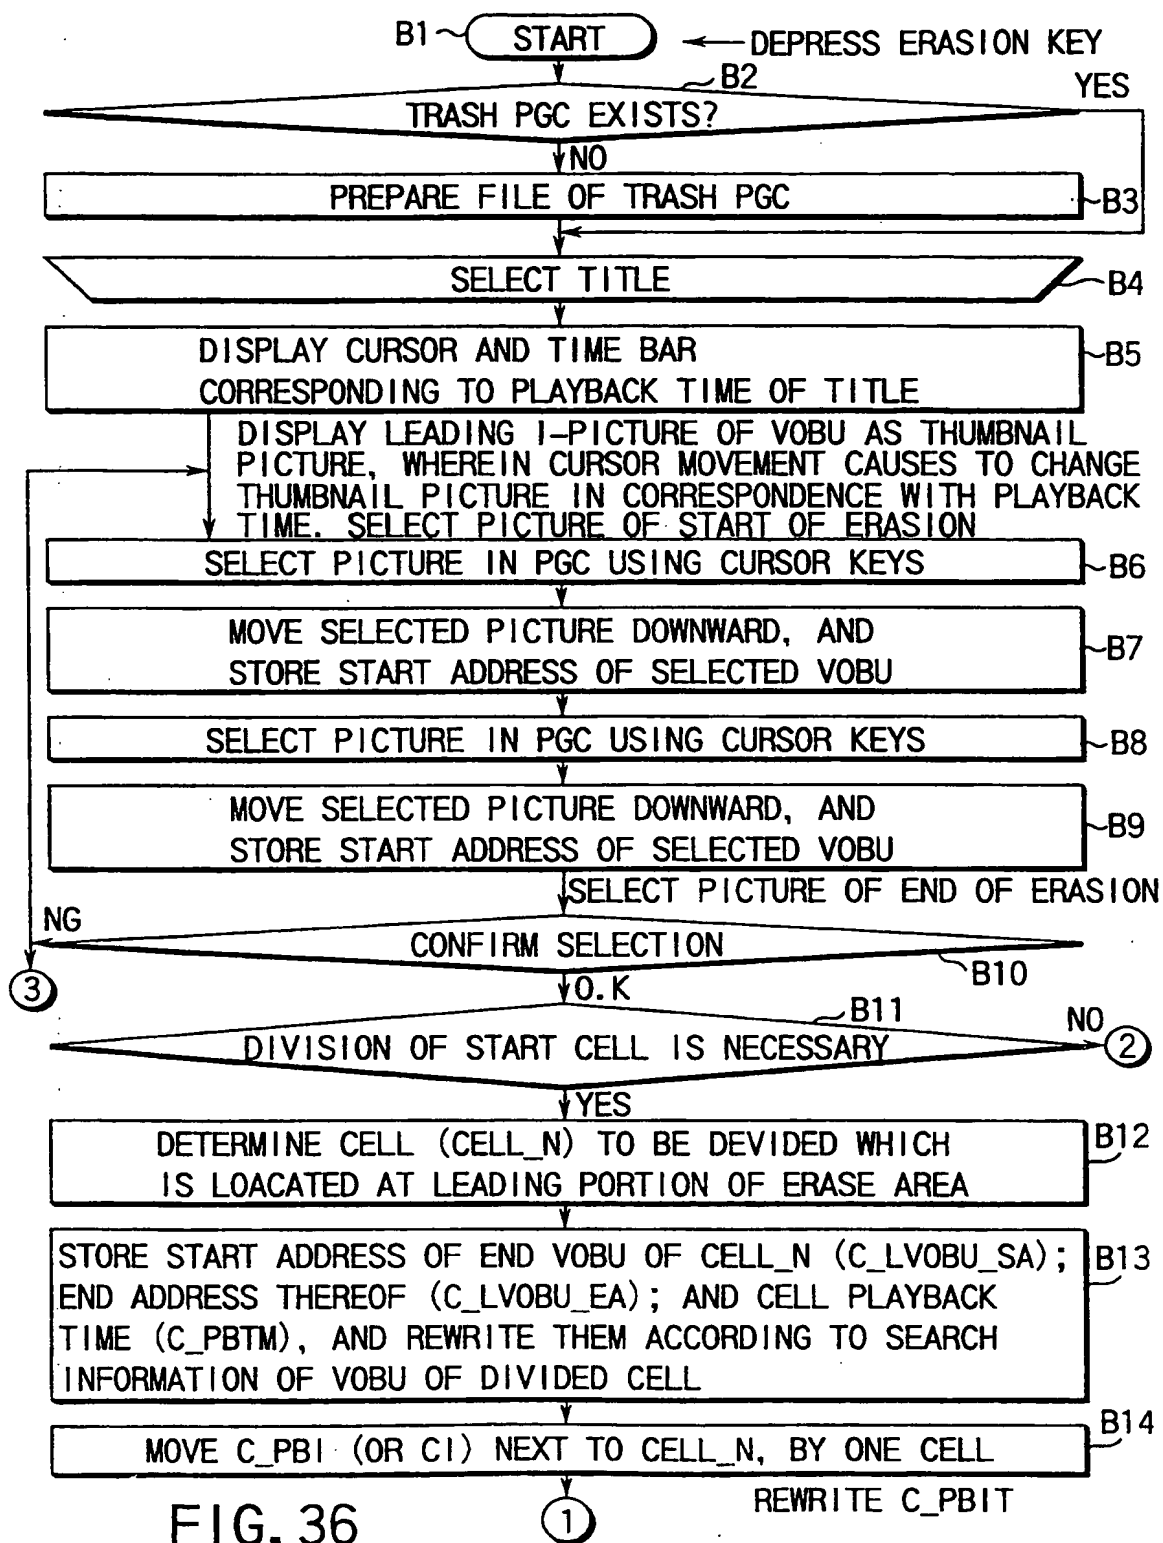 B1 START DEPRESS ERASION KEY
B2
YES
TRASH PGC EXISTS?
NO
PREPARE FILE OF TRASH PGC
B3
SELECT TITLE
B4
DISPLAY CURSOR AND TIME BAR
CORRESPONDING TO PLAYBACK TIME OF TITLE
B5
DISPLAY LEADING I-PICTURE OF VOBU AS THUMBNAIL
PICTURE, WHEREIN CURSOR MOVEMENT CAUSES TO CHANGE
THUMBNAIL PICTURE IN CORRESPONDENCE WITH PLAYBACK
TIME. SELECT PICTURE OF START OF ERASION
SELECT PICTURE IN PGC USING CURSOR KEYS
B6
MOVE SELECTED PICTURE DOWNWARD, AND
STORE START ADDRESS OF SELECTED VOBU
B7
SELECT PICTURE IN PGC USING CURSOR KEYS
B8
MOVE SELECTED PICTURE DOWNWARD, AND
STORE START ADDRESS OF SELECTED VOBU
B9
SELECT PICTURE OF END OF ERASION
NG
CONFIRM SELECTION
B10
3
O.K
B11
NO
DIVISION OF START CELL IS NECESSARY
2
YES
DETERMINE CELL (CELL_N) TO BE DEVIDED WHICH
IS LOACATED AT LEADING PORTION OF ERASE AREA
B12
STORE START ADDRESS OF END VOBU OF CELL_N (C_LVOBU_SA);
END ADDRESS THEREOF (C_LVOBU_EA); AND CELL PLAYBACK
TIME (C_PBTM), AND REWRITE THEM ACCORDING TO SEARCH
INFORMATION OF VOBU OF DIVIDED CELL
B13
MOVE C_PBI (OR CI) NEXT TO CELL_N, BY ONE CELL
B14
REWRITE C_PBIT
1
FIG. 36